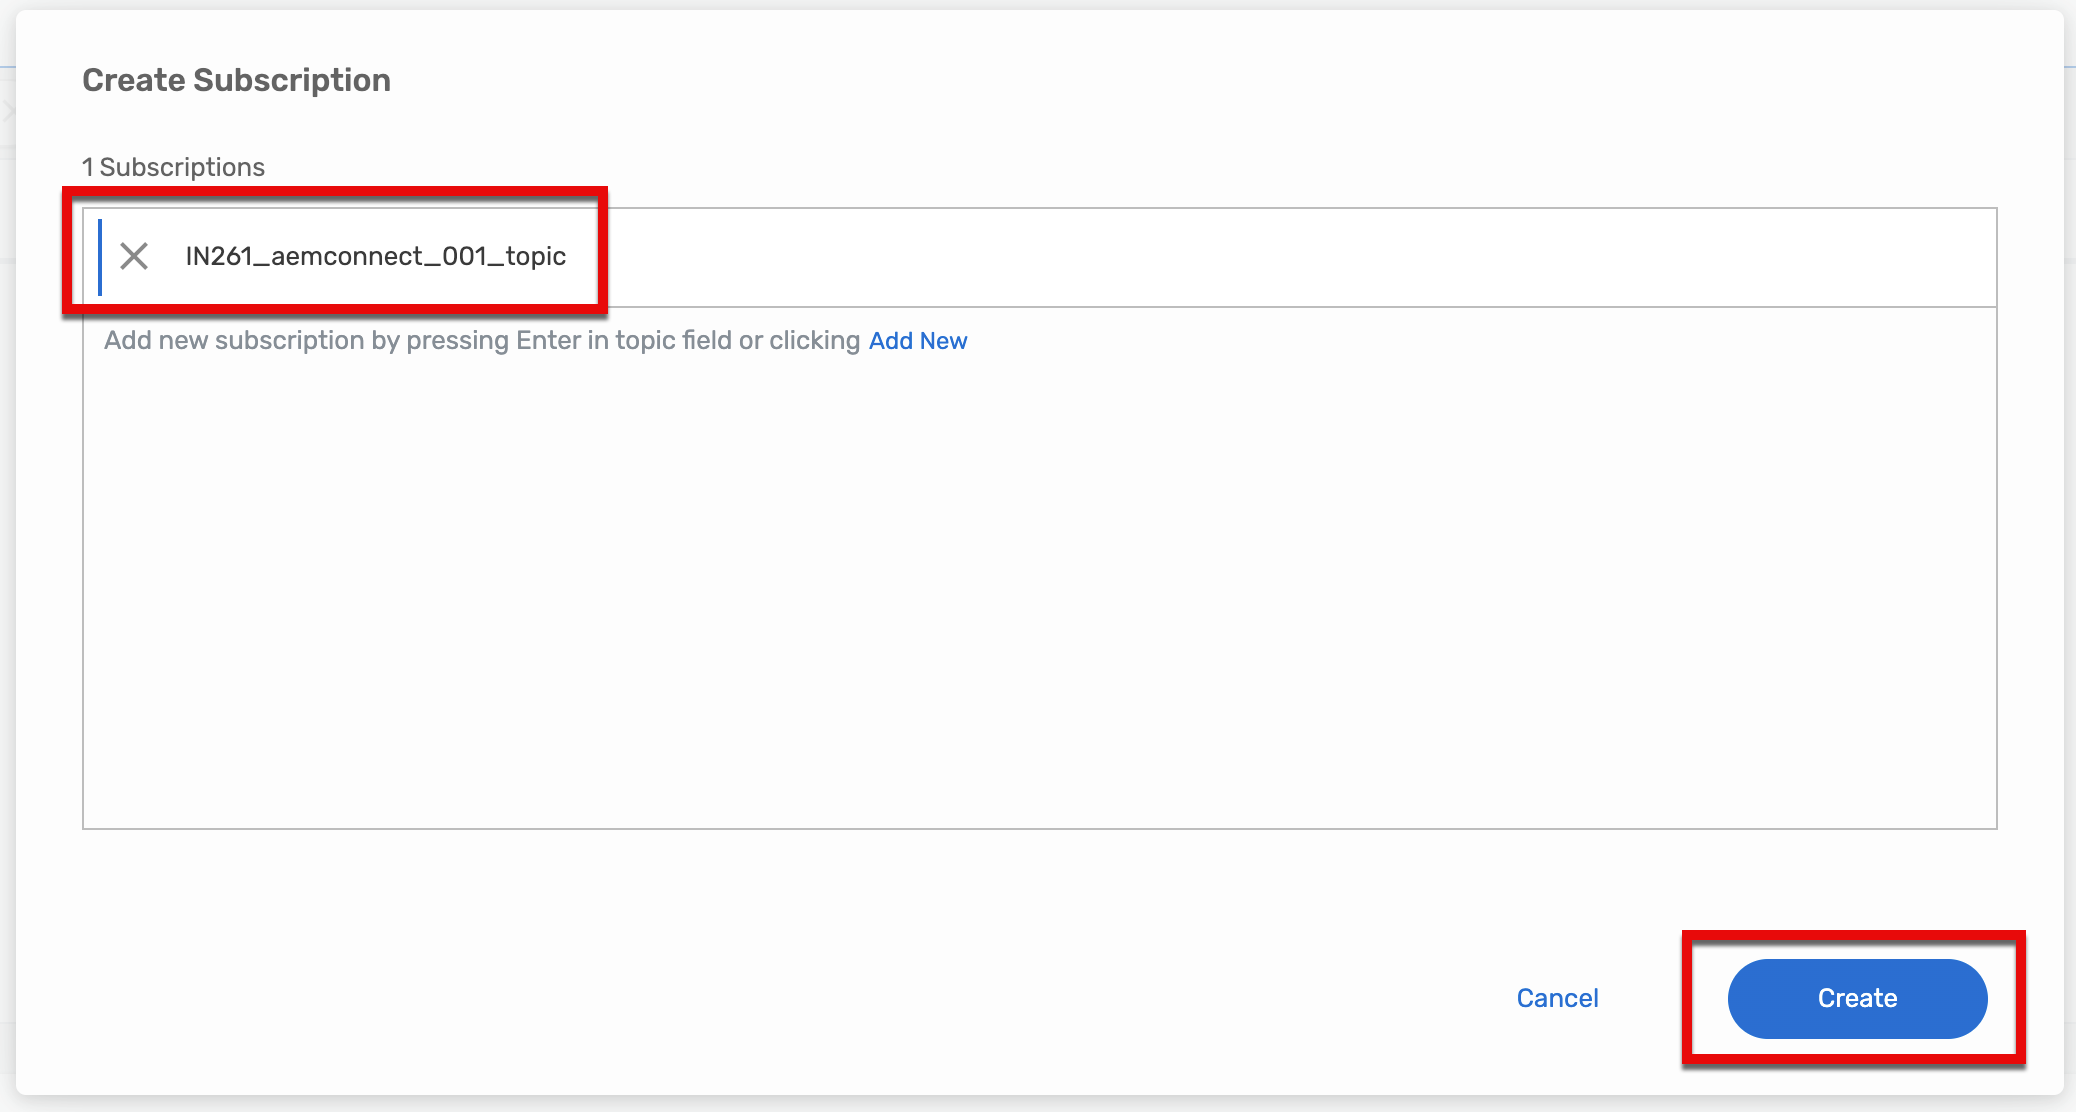 Create Subscription
1 Subscriptions
IN261_aemconnect_001_topic
Add new subscription by pressing Enter in topic field or clicking Add New
Cancel
Create